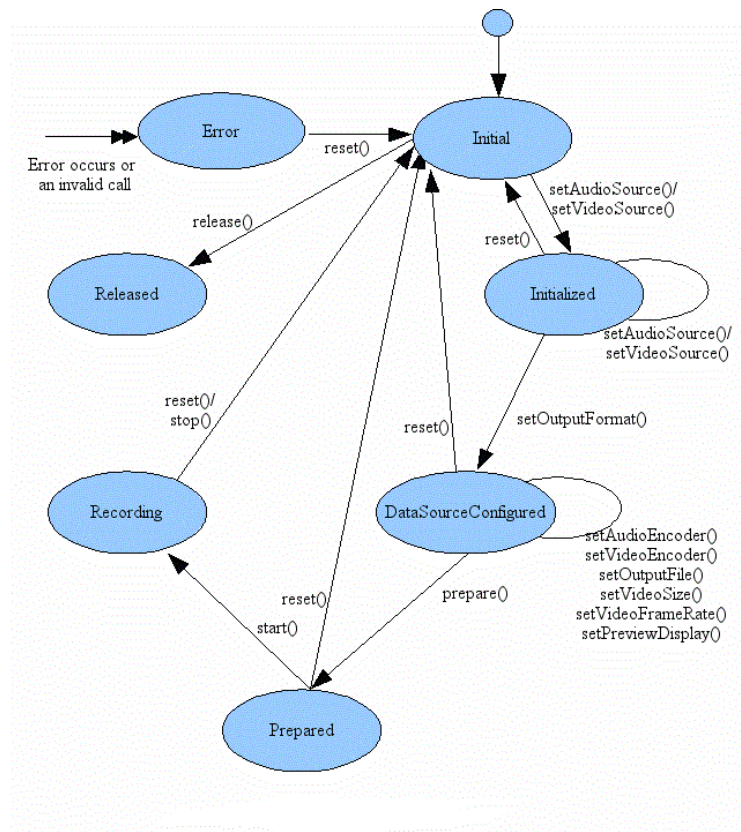 Error
Initial
reset()
Error occurs or
an invalid call
setAudioSource()/
setVideoSource()
release()
reset()
Released
Initialized
setAudioSource()/
setVideoSource()
reset()/
stop()
setOutputFormat()
reset()
Recording
DataSourceConfigured
setAudioEncoder()
setVideoEncoder()
setOutputFile()
setVideoSize()
setVideoFrameRate()
setPreviewDisplay()
reset()
prepare()
start()
Prepared